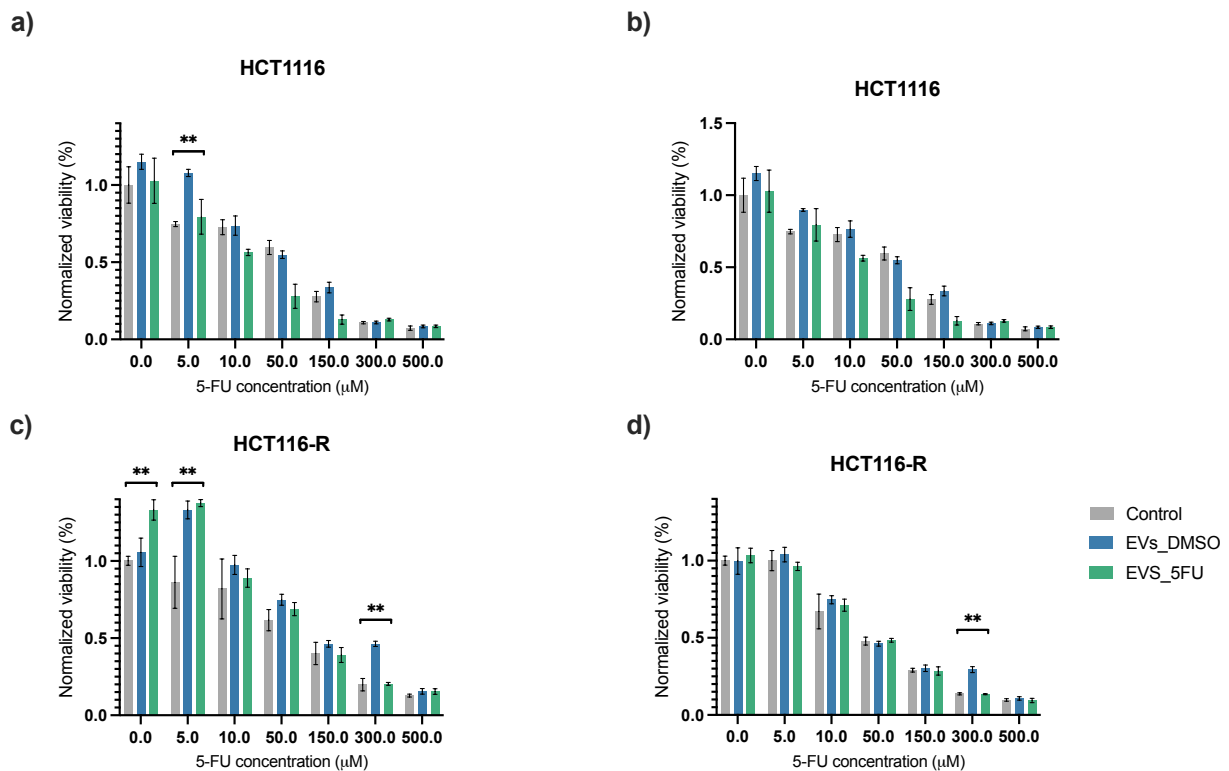 a)
HCT1116
**
Normalized viability (%)
1.0
0.5
0.0
0.0 5.0 10.0 50.0 150.0 300.0 500.0
5-FU concentration (μM)
b)
HCT1116
Normalized viability (%)
1.5
1.0
0.5
0.0
0.0 5.0 10.0 50.0 150.0 300.0 500.0
5-FU concentration (μM)
c)
HCT116-R
** **
**
Normalized viability (%)
1.0
0.5
0.0
0.0 5.0 10.0 50.0 150.0 300.0 500.0
5-FU concentration (μM)
d)
HCT116-R
**
Normalized viability (%)
1.0
0.5
0.0
0.0 5.0 10.0 50.0 150.0 300.0 500.0
5-FU concentration (μM)
Control
EVs_DMSO
EVS_5FU